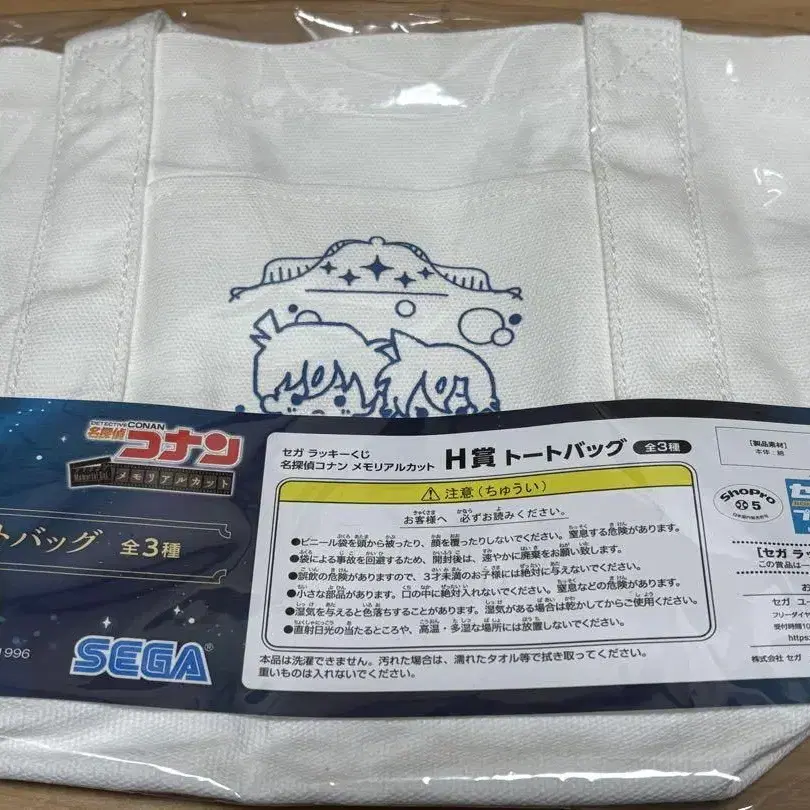 DETECTIVE CONAN
名探偵コナン
メモリアルカット
トバッグ 全3種
1996
SEGA®
セガ ラッキーくじ
名探偵コナン メモリアルカット H賞 トートバッグ 全3種
⚠ 注意（ちゅうい）
お客様へ 必ずお読みください。
●ビニール袋を頭から被ったり、顔を覆ったりしないでください。窒息する危険があります。
●袋による事故を回避するため、開封後は、速やかに廃棄をお願い致します。
●誤飲の危険がありますので、3才未満のお子様には絶対に与えないでください。
●小さな部品があります。口の中に絶対入れないでください。窒息などの危険があります。
●湿気を与えると色落ちすることがあります。湿気がある場合は乾かしてからご使用ください。
●直射日光の当たるところや、高温・多湿な場所には放置しないでください。
本品は洗濯できません。汚れた場合は、濡れたタオル等で拭き取ってください。
重いものは入れないでください。
[製品素材]
本体：綿
ShoPro
5
日本国内販売許可
[セガ ラッ
この賞品は一
お
セガ ユー
フリーダイヤ
受付時間10
https:
株式会社 セガ